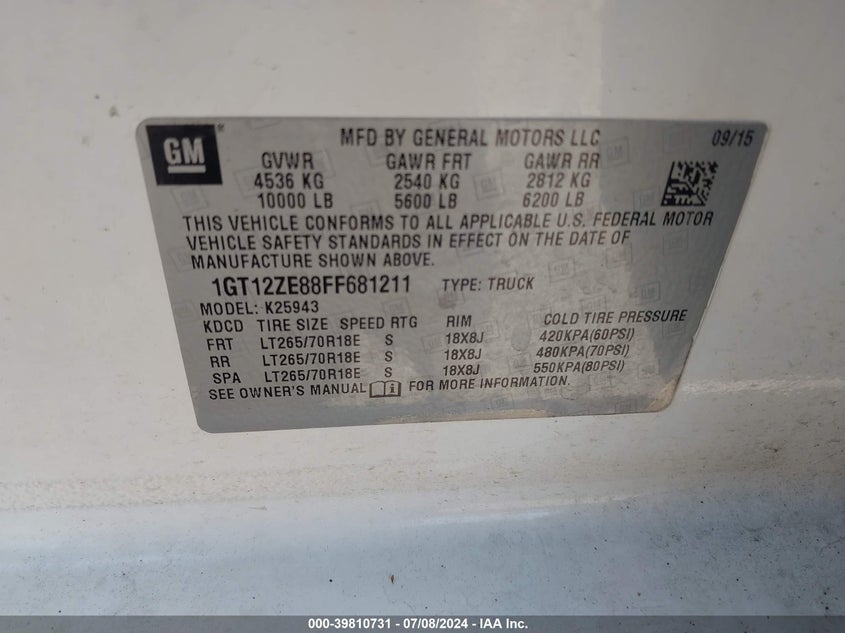 GM
MFD BY GENERAL MOTORS LLC 09/15
GVWR GAWR FRT GAWR RR
4536 KG 2540 KG 2812 KG
10000 LB 5600 LB 6200 LB
THIS VEHICLE CONFORMS TO ALL APPLICABLE U.S. FEDERAL MOTOR
VEHICLE SAFETY STANDARDS IN EFFECT ON THE DATE OF
MANUFACTURE SHOWN ABOVE.
1GT12ZE88FF681211 TYPE: TRUCK
MODEL: K25943
KDCD TIRE SIZE SPEED RTG RIM COLD TIRE PRESSURE
FRT LT265/70R18E S 18X8J 420KPA(60PSI)
RR LT265/70R18E S 18X8J 480KPA(70PSI)
SPA LT265/70R18E S 18X8J 550KPA(80PSI)
SEE OWNER'S MANUAL FOR MORE INFORMATION.
000-39810731 - 07/08/2024 - IAA Inc.